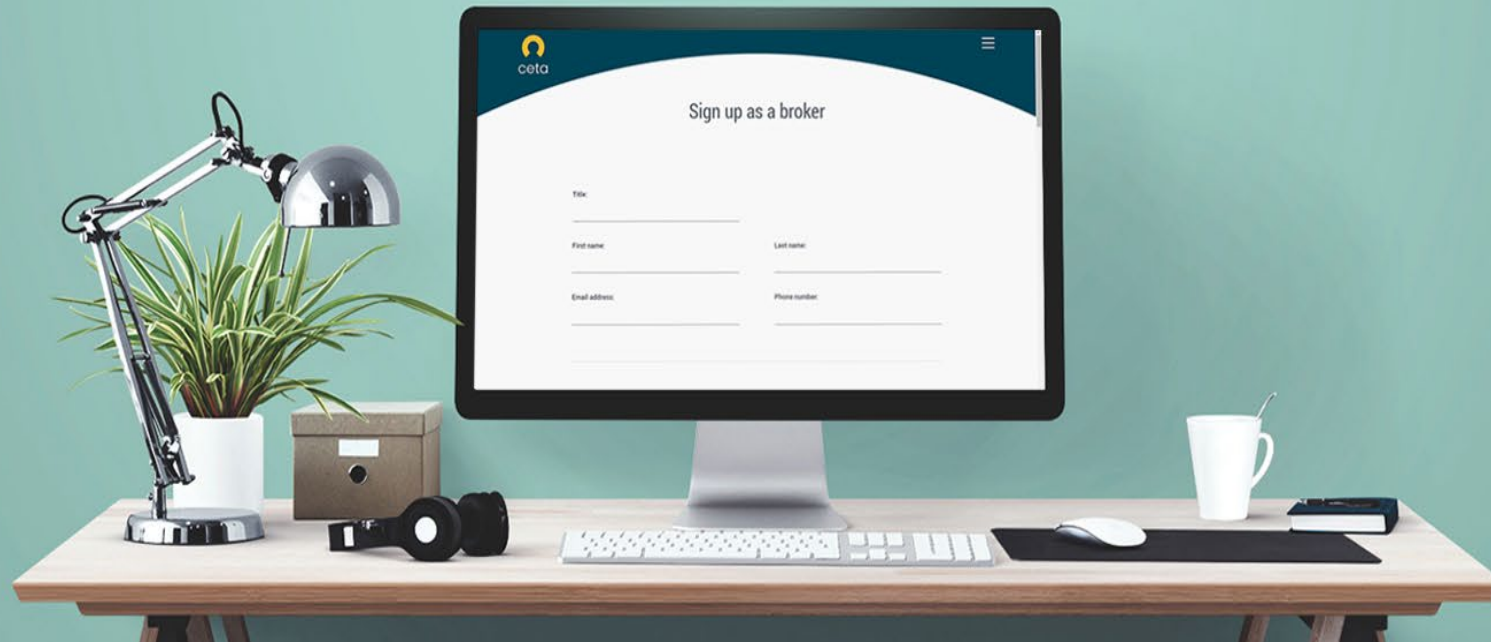 ceta
Sign up as a broker
Title:
First name:
Last name:
Email address:
Phone number: